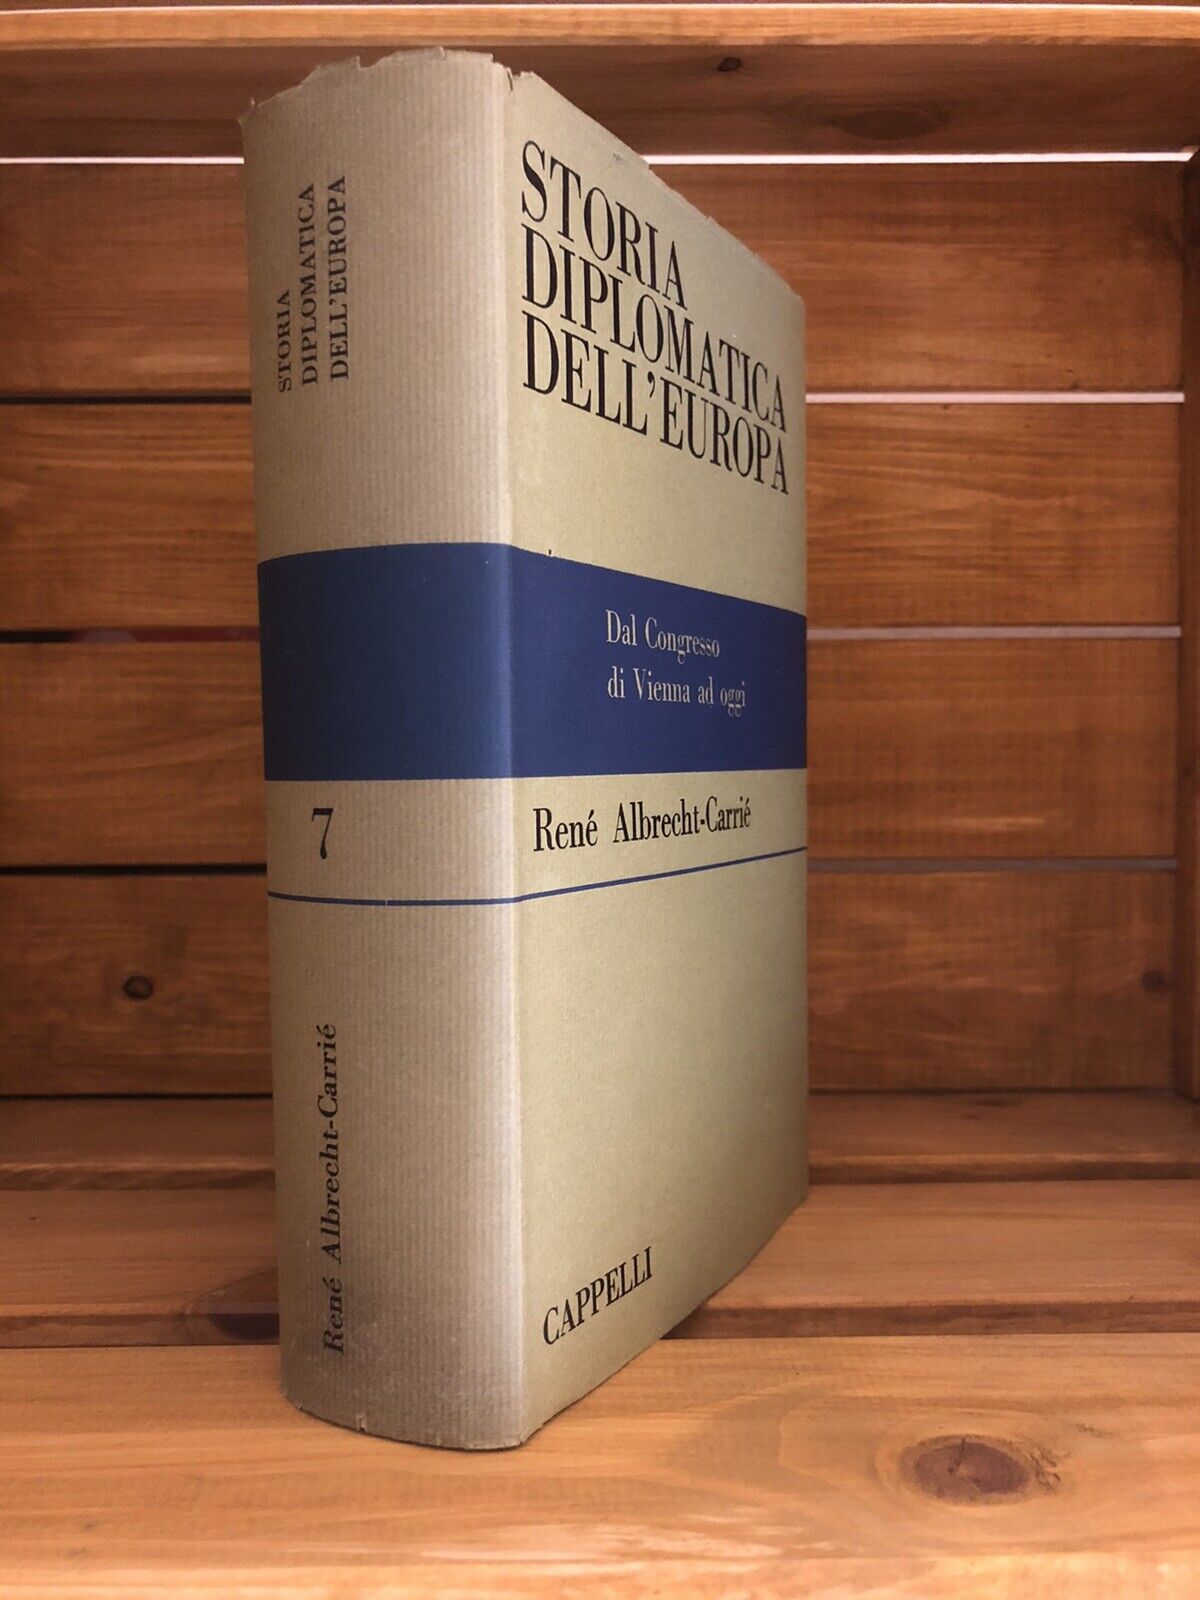 STORIA
DIPLOMATICA
DELL'EUROPA
7
René Albrecht-Carrié
STORIA
DIPLOMATICA
DELL'EUROPA
Dal Congresso
di Vienna ad oggi
René Albrecht-Carrié
CAPPELLI